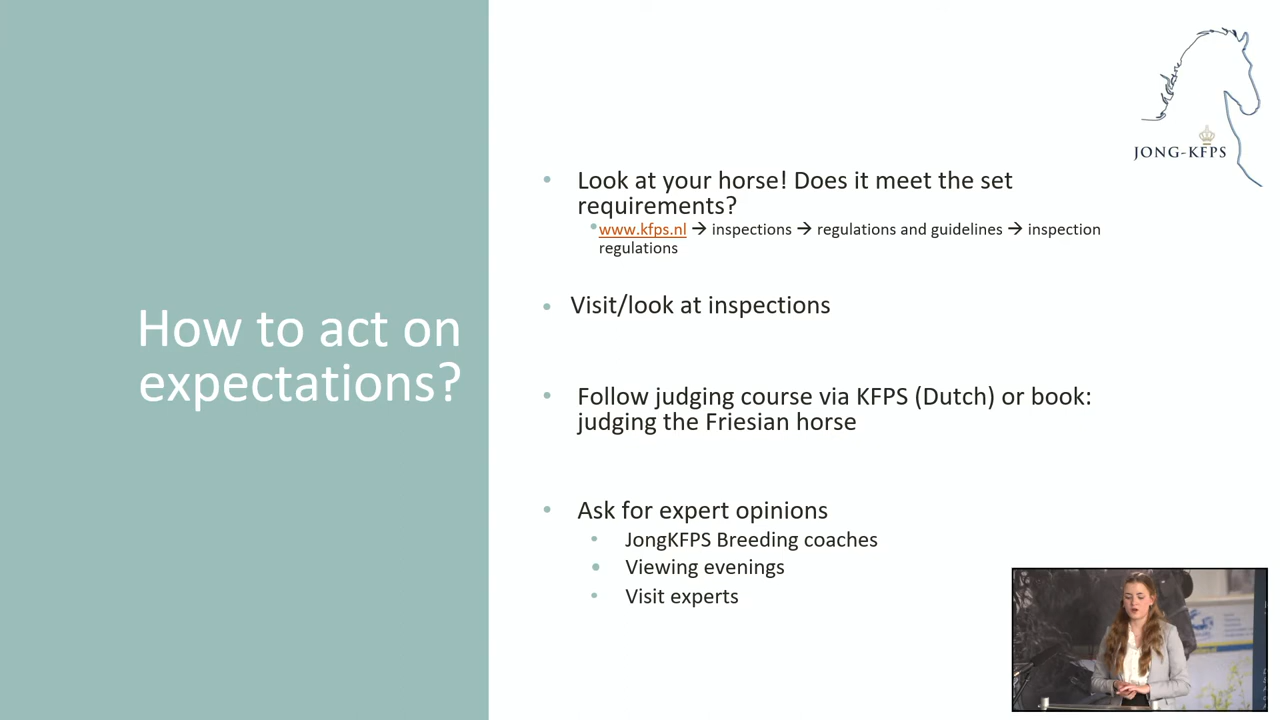 JONG-KFPS
How to act on
expectations?
• Look at your horse! Does it meet the set
requirements?
• www.kfps.nl → inspections → regulations and guidelines → inspection
regulations
• Visit/look at inspections
• Follow judging course via KFPS (Dutch) or book:
judging the Friesian horse
• Ask for expert opinions
• JongKFPS Breeding coaches
• Viewing evenings
• Visit experts